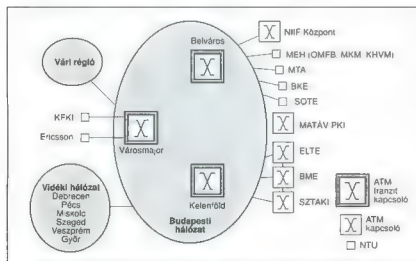 Vári régió
KFKI
Ericsson
Városmajor
Vidéki hálózat
Debrecen
Pécs
Miskolc
Szeged
Veszprém
Győr
Belváros
Kelenföld
Budapesti
hálózat
NIIF Központ
MEH (OMFB, MKM, KHVM)
MTA
BKE
SOTE
MATÁV PKI
ELTE
BME
SZTAKI
ATM
tranzit
kapcsoló
ATM
kapcsoló
NTU